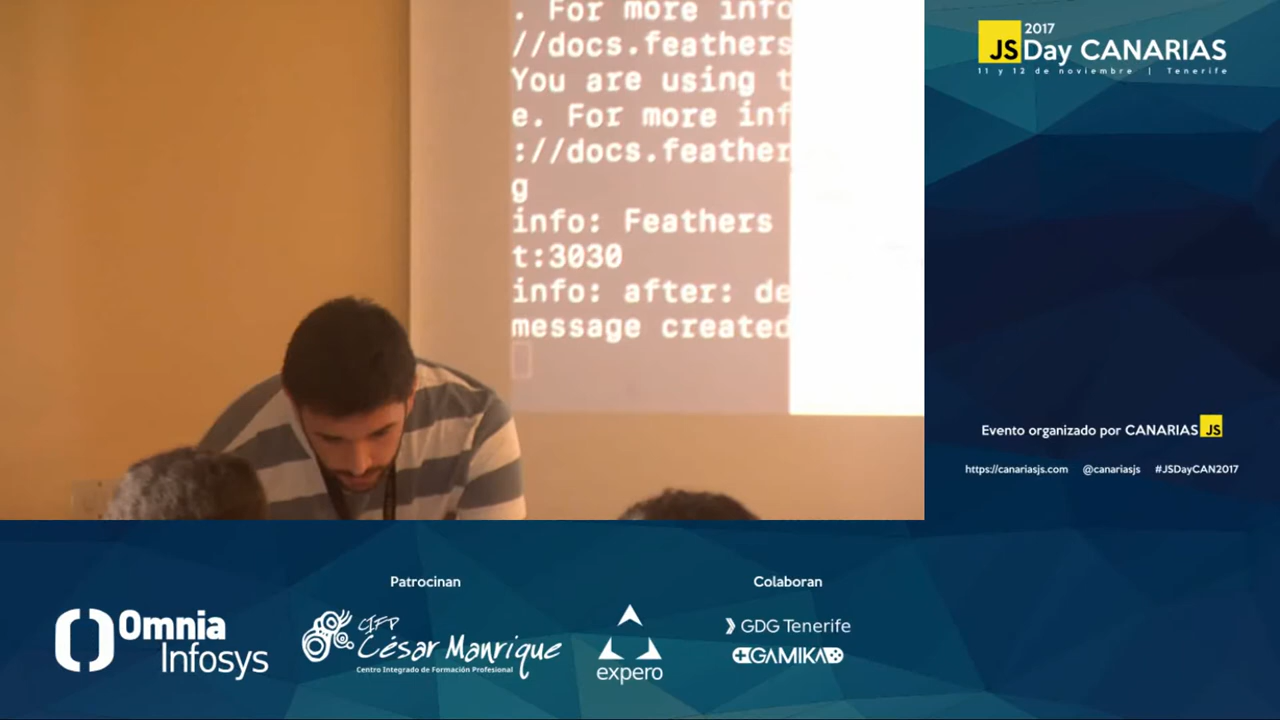 . For more info
//docs.feathers
You are using t
e. For more inf
://docs.feather
g
info: Feathers
t:3030
info: after: de
message created
2017
JSDay CANARIAS
11 y 12 de noviembre | Tenerife
Evento organizado por CANARIAS JS
https://canariasjs.com @canariasjs #JSDayCAN2017
Patrocinan
Colaboran
Omnia
Infosys
CIFP
César Manrique
Centro Integrado de Formación Profesional
expero
GDG Tenerife
GAMIKA